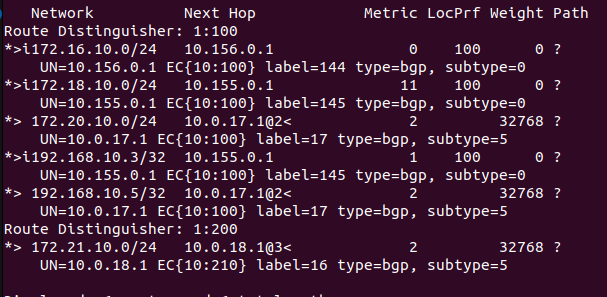 Network          Next Hop            Metric LocPrf Weight Path
Route Distinguisher: 1:100
*>i172.16.10.0/24   10.156.0.1               0    100      0 ?
    UN=10.156.0.1 EC{10:100} label=144 type=bgp, subtype=0
*>i172.18.10.0/24   10.155.0.1              11    100      0 ?
    UN=10.155.0.1 EC{10:100} label=145 type=bgp, subtype=0
*> 172.20.10.0/24   10.0.17.1@2<             2         32768 ?
    UN=10.0.17.1 EC{10:100} label=17 type=bgp, subtype=5
*>i192.168.10.3/32  10.155.0.1               1    100      0 ?
    UN=10.155.0.1 EC{10:100} label=145 type=bgp, subtype=0
*> 192.168.10.5/32  10.0.17.1@2<             2         32768 ?
    UN=10.0.17.1 EC{10:100} label=17 type=bgp, subtype=5
Route Distinguisher: 1:200
*> 172.21.10.0/24   10.0.18.1@3<             2         32768 ?
    UN=10.0.18.1 EC{10:210} label=16 type=bgp, subtype=5